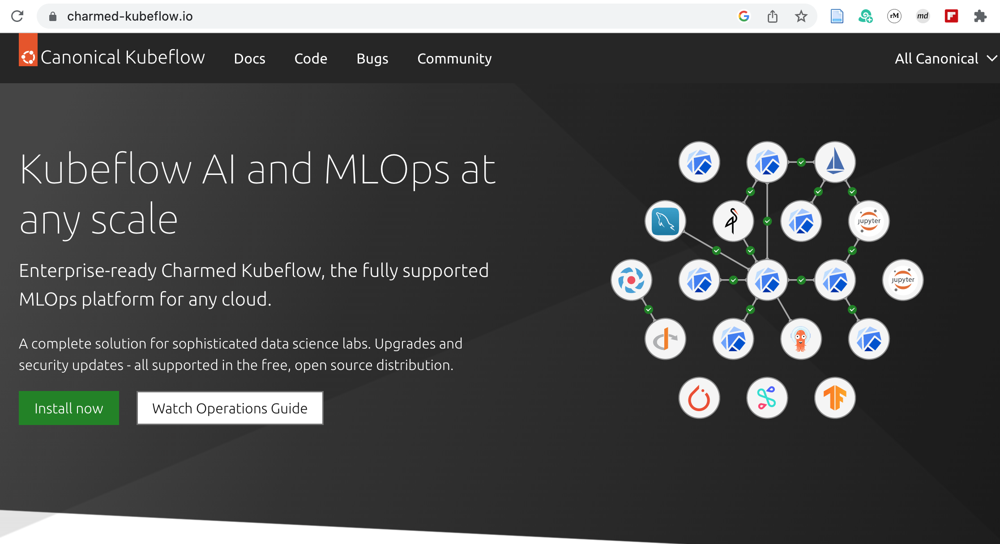 charmed-kubeflow.io
rM
md
Canonical Kubeflow
Docs
Code
Bugs
Community
All Canonical
Kubeflow AI and MLOps at
any scale
Enterprise-ready Charmed Kubeflow, the fully supported
MLOps platform for any cloud.
A complete solution for sophisticated data science labs. Upgrades and
security updates - all supported in the free, open source distribution.
Install now
Watch Operations Guide
jupyter
jupyter